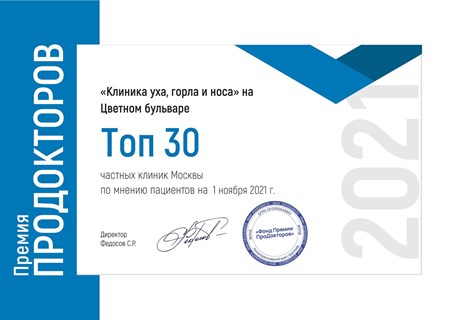 Премия
ПРОДОКТОРОВ
«Клиника уха, горла и носа» на
Цветном бульваре
Топ 30
частных клиник Москвы
по мнению пациентов на 1 ноября 2021 г.
Директор
Федосов С.Р.
«Фонд Премии
ПроДокторов»
2021